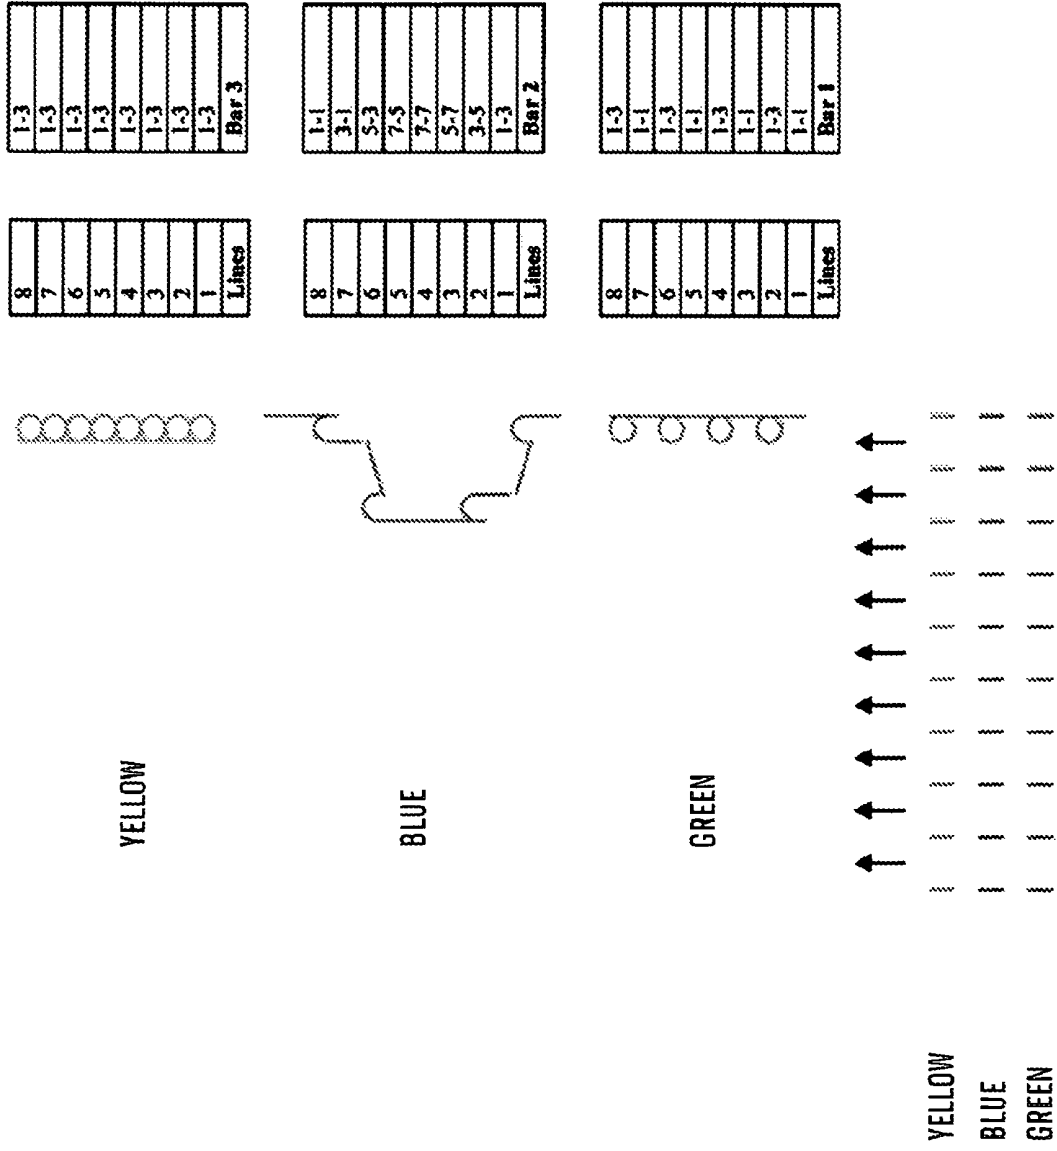 YELLOW
8 1-3
7 1-3
6 1-3
5 1-3
4 1-3
3 1-3
2 1-3
1 1-3
Lines Bar 3
BLUE
8 1-1
7 3-1
6 5-3
5 7-5
4 7-7
3 5-7
2 3-5
1 1-3
Lines Bar 2
GREEN
8 1-3
7 1-1
6 1-3
5 1-1
4 1-3
3 1-1
2 1-3
1 1-1
Lines Bar 1
YELLOW
BLUE
GREEN